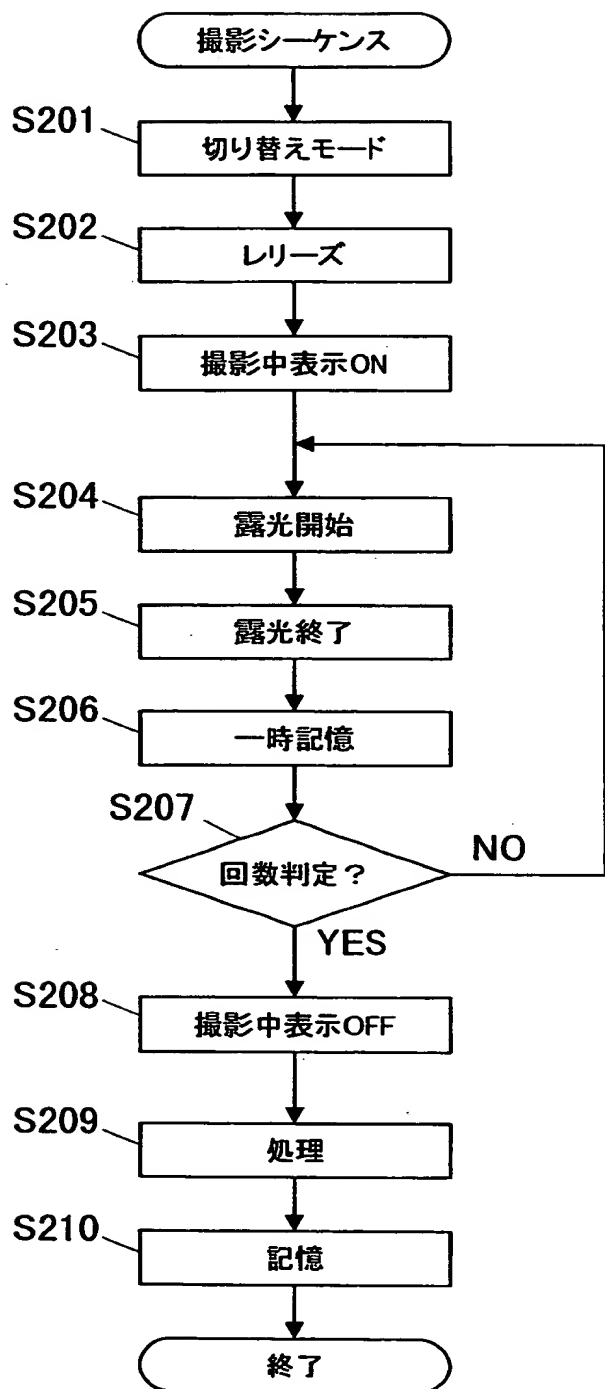 撮影シーケンス
S201
切り替えモード
S202
レリーズ
S203
撮影中表示ON
S204
露光開始
S205
露光終了
S206
一時記憶
S207
回数判定？
NO
YES
S208
撮影中表示OFF
S209
処理
S210
記憶
終了